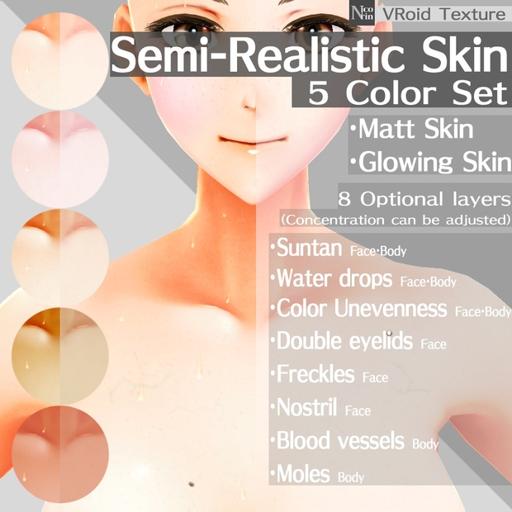 Nico
rin
VRoid Texture
Semi-Realistic Skin
5 Color Set
·Matt Skin
·Glowing Skin
8 Optional layers
(Concentration can be adjusted)
·Suntan Face·Body
·Water drops Face·Body
·Color Unevenness Face·Body
·Double eyelids Face
·Freckles Face
·Nostril Face
·Blood vessels Body
·Moles Body